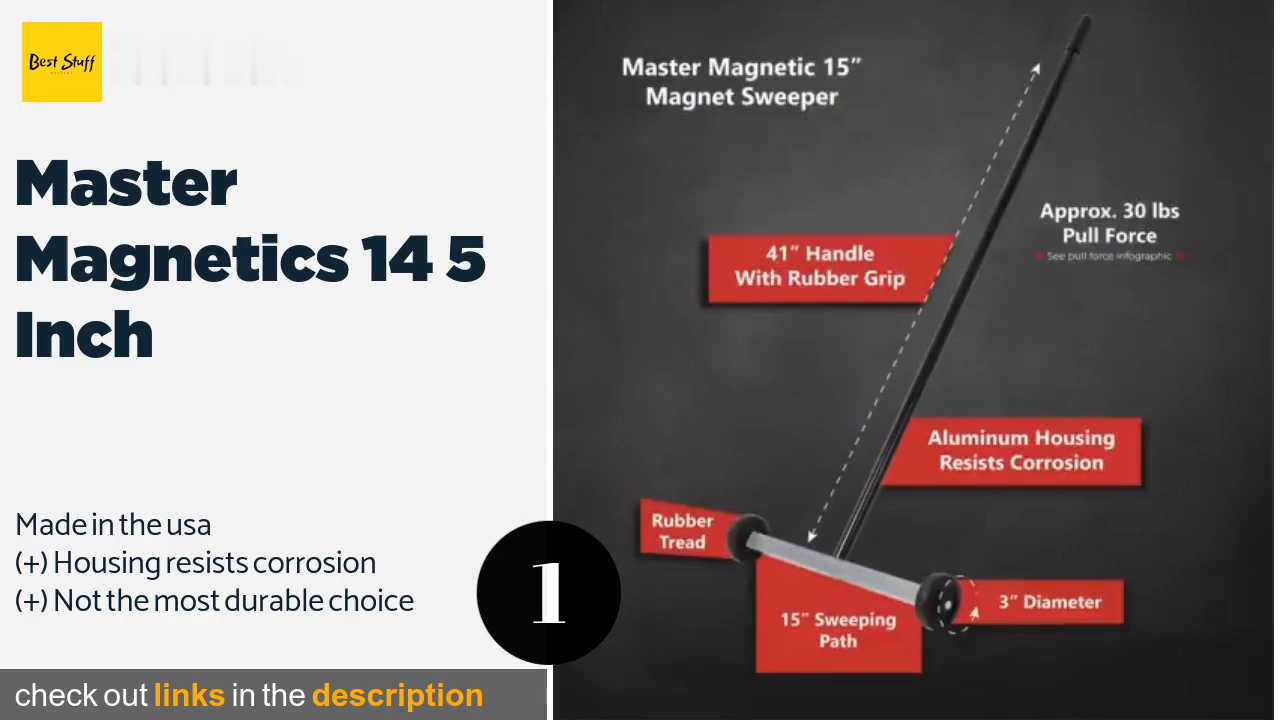 Best Stuff
Master
Magnetics 14 5
Inch
Made in the usa
(+) Housing resists corrosion
(+) Not the most durable choice
1
check out links in the description
Master Magnetic 15”
Magnet Sweeper
Approx. 30 lbs
Pull Force
See pull force infographic
41” Handle
With Rubber Grip
Aluminum Housing
Resists Corrosion
Rubber
Tread
3” Diameter
15” Sweeping
Path